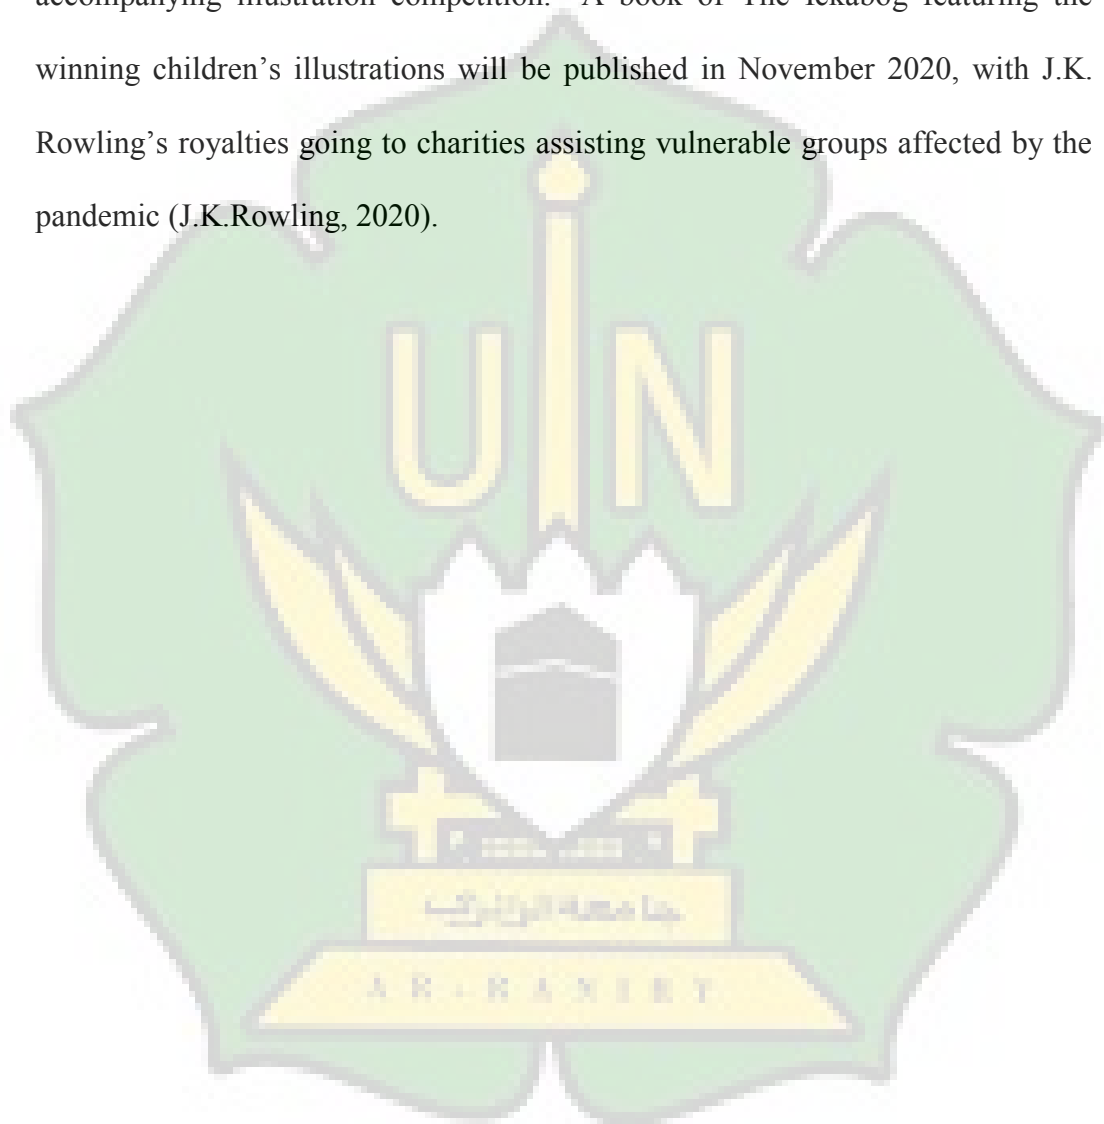 accompanying illustration competition. A book of The Ickabog featuring the
winning children’s illustrations will be published in November 2020, with J.K.
Rowling’s royalties going to charities assisting vulnerable groups affected by the
pandemic (J.K.Rowling, 2020).
U N
AR-RANIRY